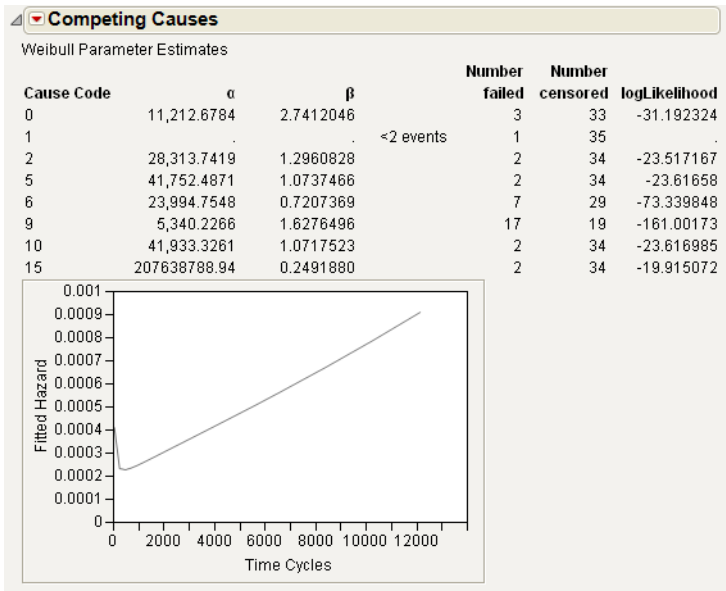 Competing Causes
Weibull Parameter Estimates
Number Number
Cause Code α β failed censored logLikelihood
0 11,212.6784 2.7412046 3 33 -31.192324
1 . . <2 events 1 35 .
2 28,313.7419 1.2960828 2 34 -23.517167
5 41,752.4871 1.0737466 2 34 -23.61658
6 23,994.7548 0.7207369 7 29 -73.339848
9 5,340.2266 1.6276496 17 19 -161.00173
10 41,933.3261 1.0717523 2 34 -23.616985
15 207638788.94 0.2491880 2 34 -19.915072
0.001
0.0009
0.0008
0.0007
0.0006
0.0005
0.0004
0.0003
0.0002
0.0001
0
Fitted Hazard
0 2000 4000 6000 8000 10000 12000
Time Cycles